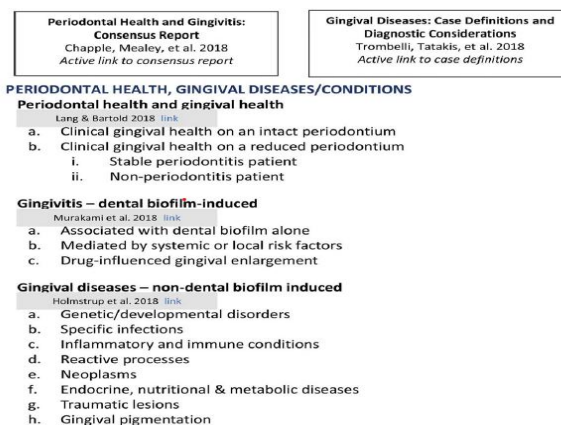 Periodontal Health and Gingivitis:
Consensus Report
Chapple, Mealey, et al. 2018
Active link to consensus report
Gingival Diseases: Case Definitions and
Diagnostic Considerations
Trombelli, Tatakis, et al. 2018
Active link to case definitions
PERIODONTAL HEALTH, GINGIVAL DISEASES/CONDITIONS
Periodontal health and gingival health
Lang & Bartold 2018 link
a. Clinical gingival health on an intact periodontium
b. Clinical gingival health on a reduced periodontium
i. Stable periodontitis patient
ii. Non-periodontitis patient
Gingivitis – dental biofilm-induced
Murakami et al. 2018 link
a. Associated with dental biofilm alone
b. Mediated by systemic or local risk factors
c. Drug-influenced gingival enlargement
Gingival diseases – non-dental biofilm induced
Holmstrup et al. 2018 link
a. Genetic/developmental disorders
b. Specific infections
c. Inflammatory and immune conditions
d. Reactive processes
e. Neoplasms
f. Endocrine, nutritional & metabolic diseases
g. Traumatic lesions
h. Gingival pigmentation